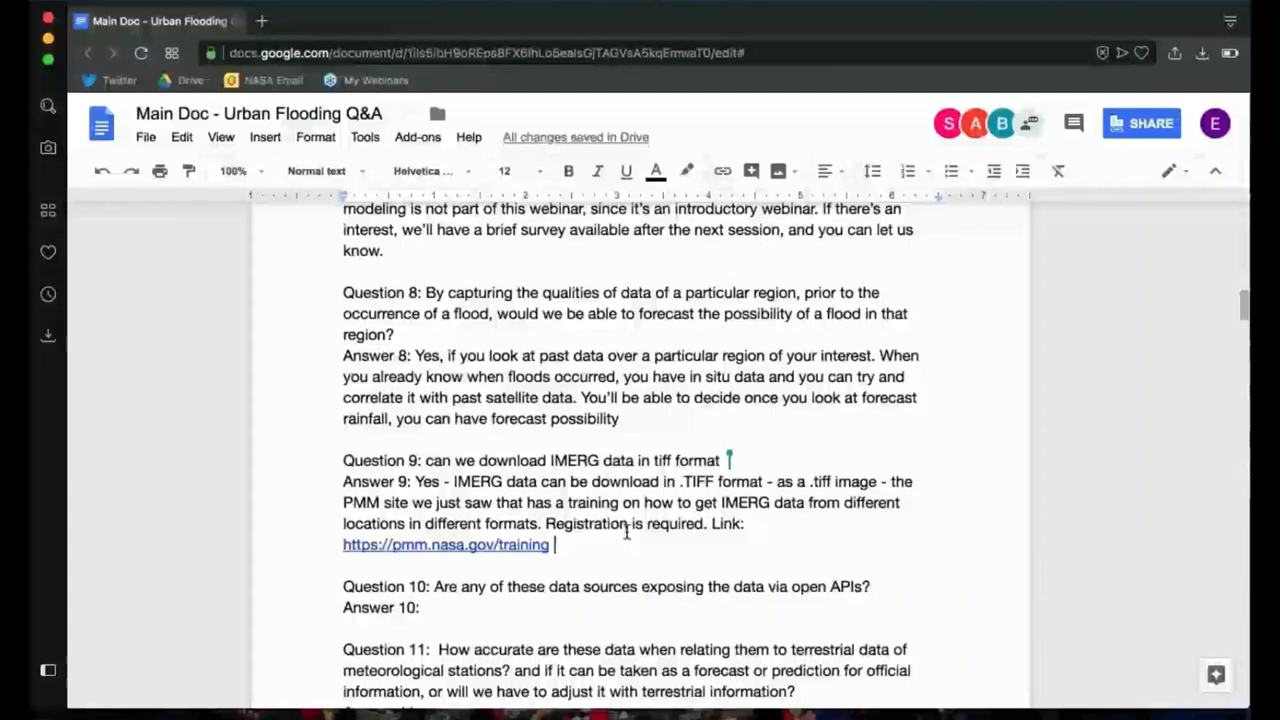 Main Doc - Urban Flooding
docs.google.com/document/d/
Twitter Drive NASA Email My Webinars
Main Doc - Urban Flooding Q&A
File Edit View Insert Format Tools Add-ons Help All changes saved in Drive
S A B SHARE E
100% Normal text Helvetica ... 12 B I U A
1 1 2 3 4 5 6 7
modeling is not part of this webinar, since it's an introductory webinar. If there's an
interest, we'll have a brief survey available after the next session, and you can let us
know.
Question 8: By capturing the qualities of data of a particular region, prior to the
occurrence of a flood, would we be able to forecast the possibility of a flood in that
region?
Answer 8: Yes, if you look at past data over a particular region of your interest. When
you already know when floods occurred, you have in situ data and you can try and
correlate it with past satellite data. You'll be able to decide once you look at forecast
rainfall, you can have forecast possibility
Question 9: can we download IMERG data in tiff format
Answer 9: Yes - IMERG data can be download in .TIFF format - as a .tiff image - the
PMM site we just saw that has a training on how to get IMERG data from different
locations in different formats. Registration is required. Link:
https://pmm.nasa.gov/training
Question 10: Are any of these data sources exposing the data via open APIs?
Answer 10:
Question 11: How accurate are these data when relating them to terrestrial data of
meteorological stations? and if it can be taken as a forecast or prediction for official
information, or will we have to adjust it with terrestrial information?